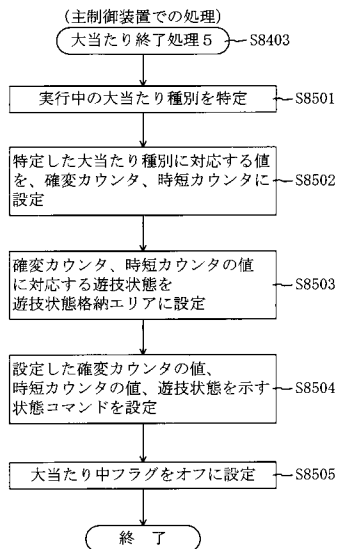 (主制御装置での処理)
大当たり終了処理5 S8403
実行中の大当たり種別を特定 S8501
特定した大当たり種別に対応する値
を、確変カウンタ、時短カウンタに
設定
S8502
確変カウンタ、時短カウンタの値
に対応する遊技状態を
遊技状態格納エリアに設定
S8503
設定した確変カウンタの値、
時短カウンタの値、遊技状態を示す
状態コマンドを設定
S8504
大当たり中フラグをオフに設定 S8505
終 了